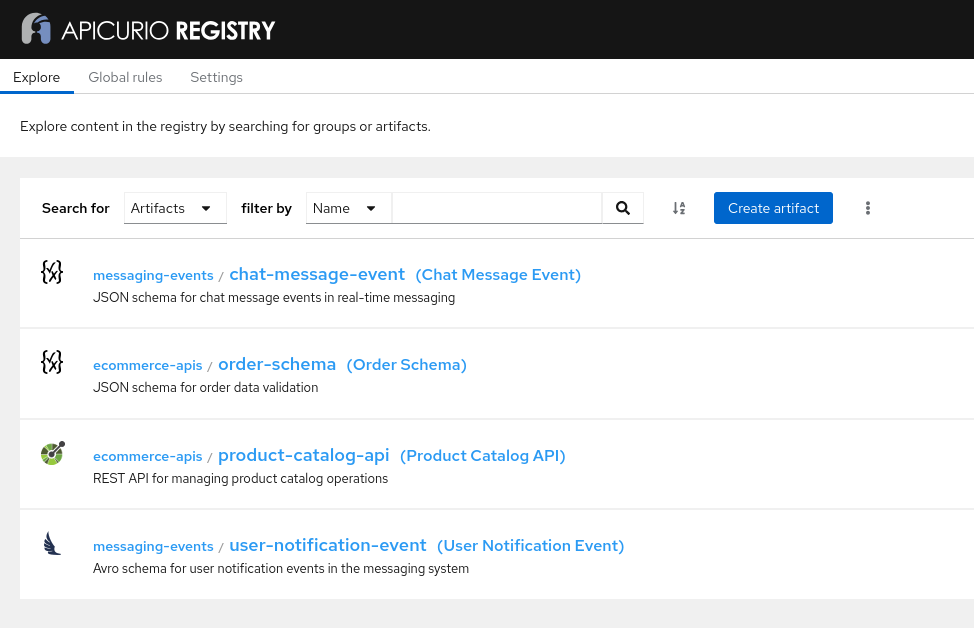 APICURIO REGISTRY
Explore Global rules Settings
Explore content in the registry by searching for groups or artifacts.
Search for Artifacts filter by Name Create artifact
messaging-events / chat-message-event (Chat Message Event)
JSON schema for chat message events in real-time messaging
ecommerce-apis / order-schema (Order Schema)
JSON schema for order data validation
ecommerce-apis / product-catalog-api (Product Catalog API)
REST API for managing product catalog operations
messaging-events / user-notification-event (User Notification Event)
Avro schema for user notification events in the messaging system